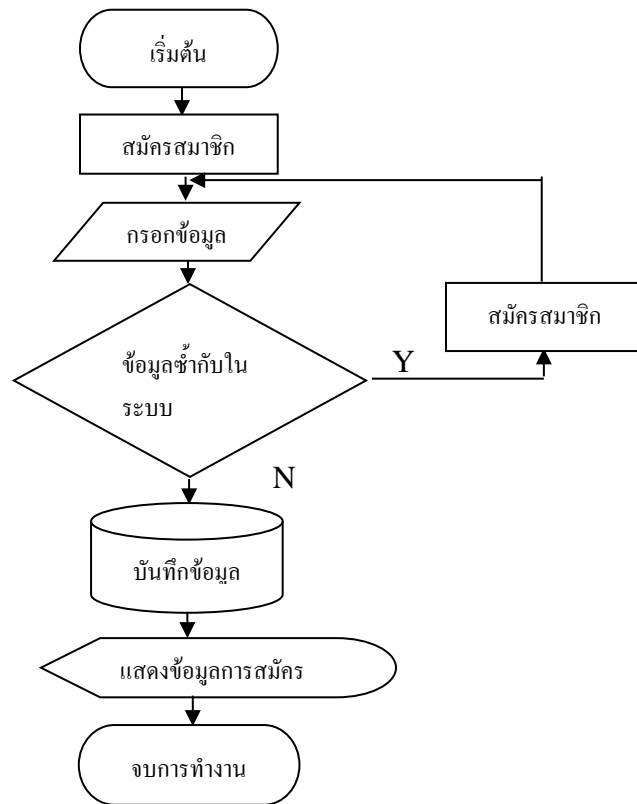 เริ่มต้น
สมัครสมาชิก
กรอกข้อมูล
สมัครสมาชิก
ข้อมูลซ้ำกับใน
ระบบ
Y
N
บันทึกข้อมูล
แสดงข้อมูลการสมัคร
จบการทำงาน